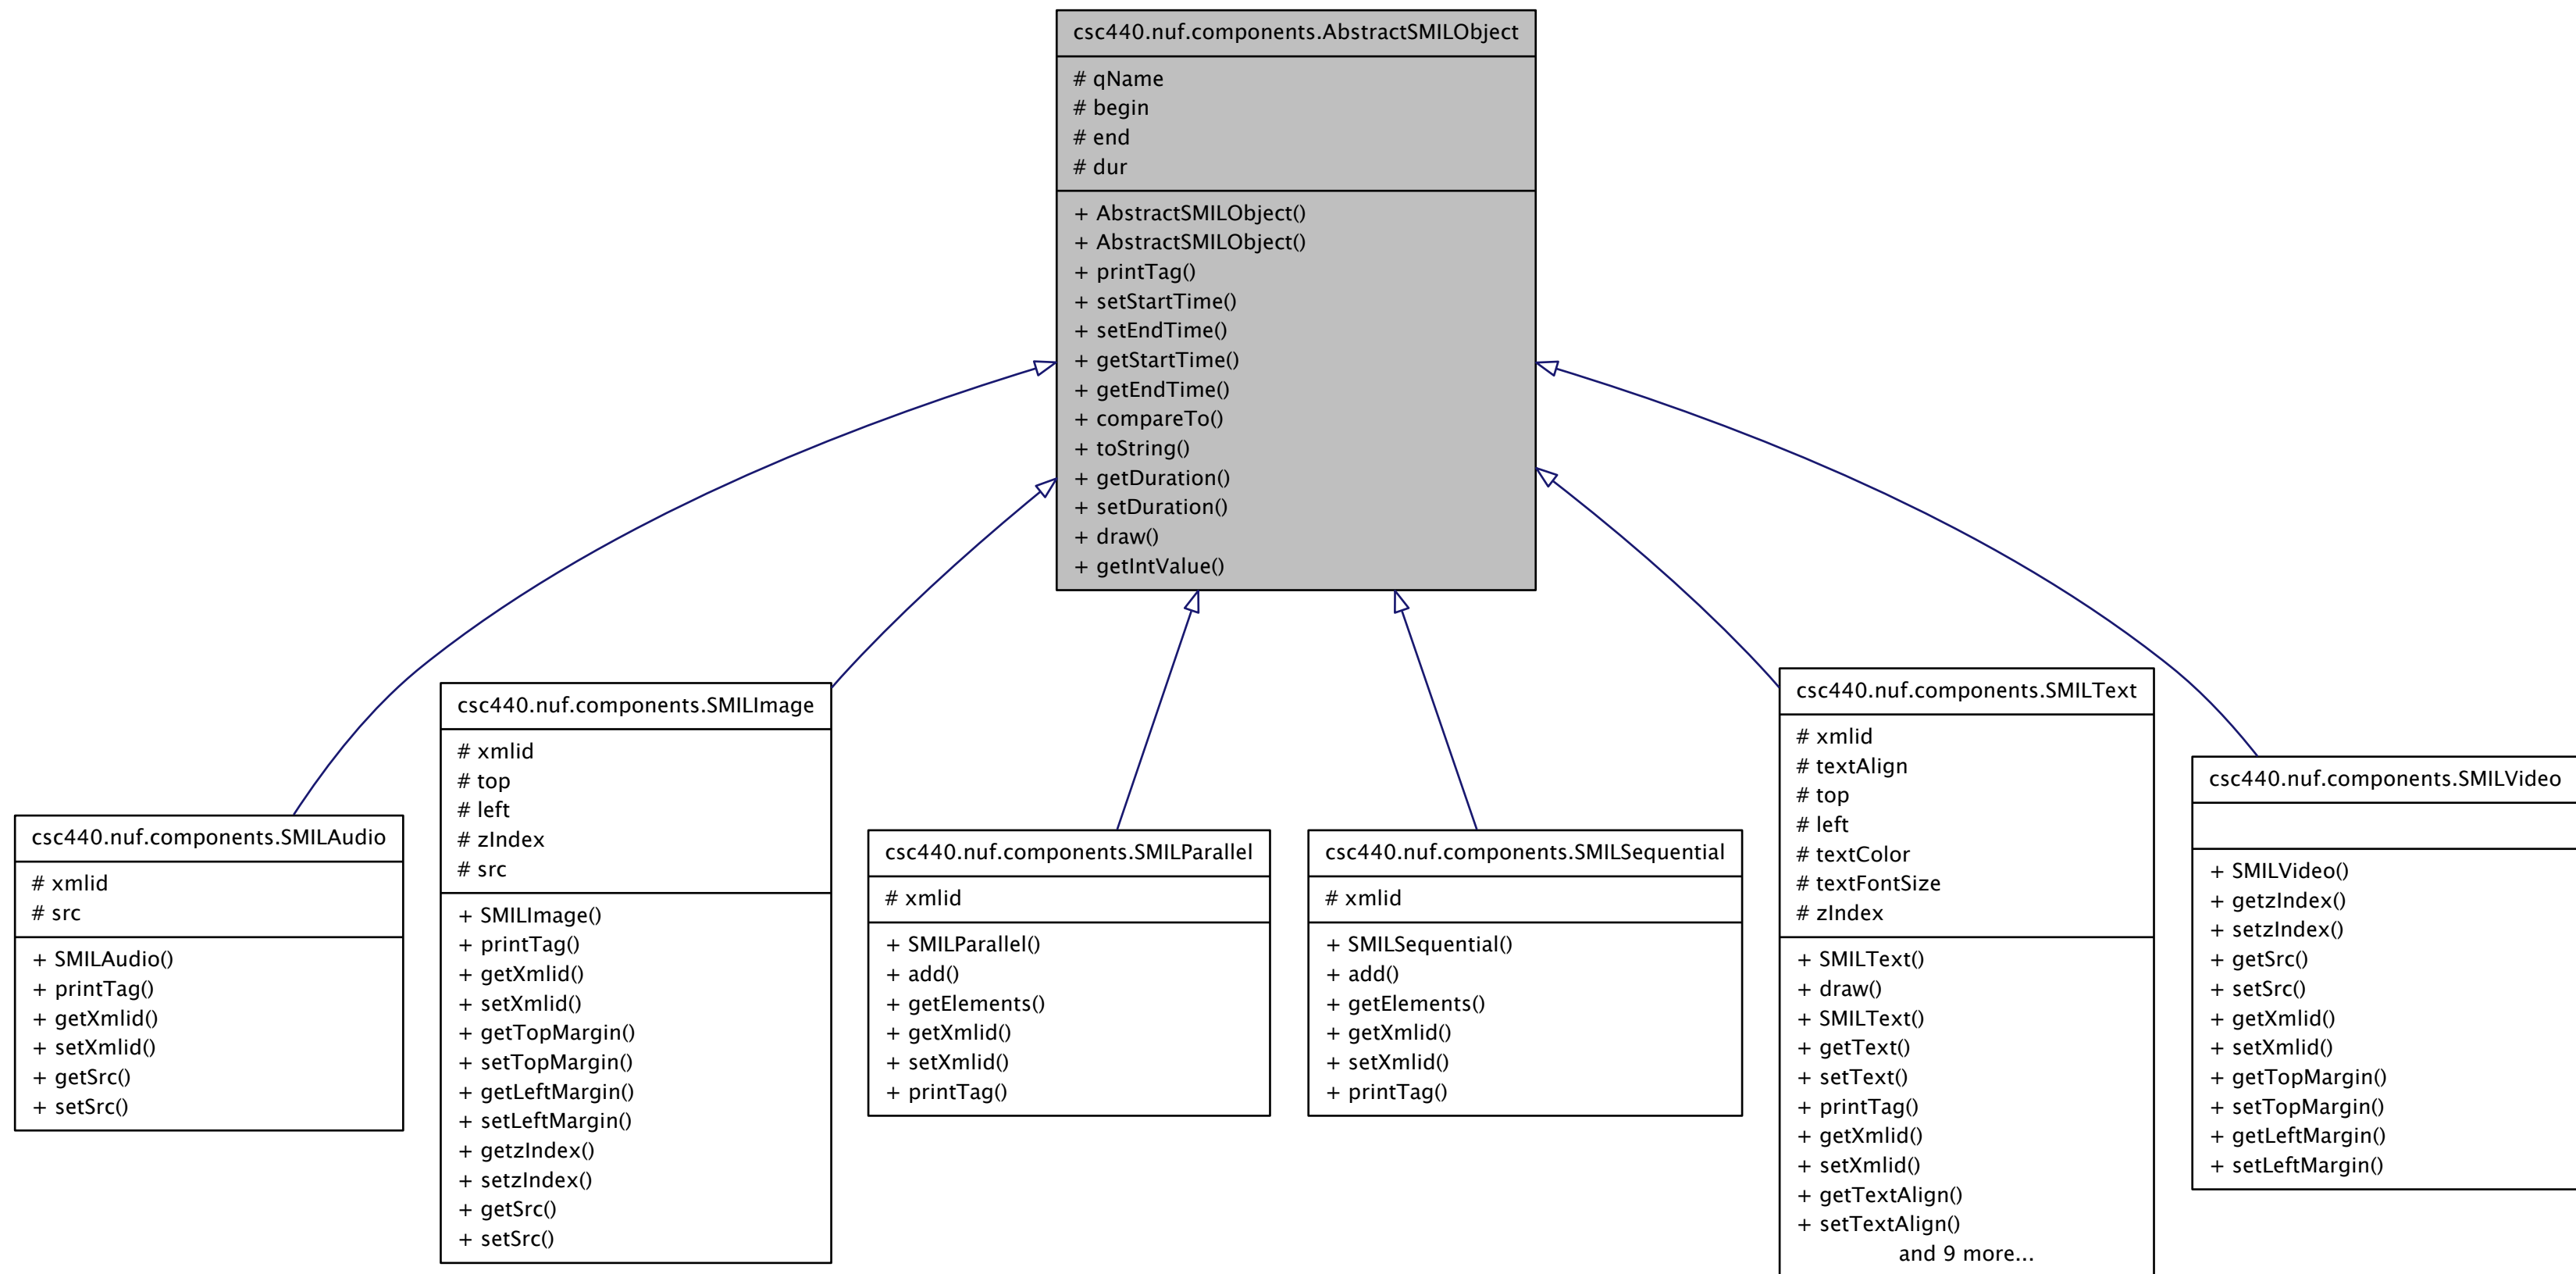 csc440.nuf.components.AbstractSMILObject
# qName
# begin
# end
# dur
+ AbstractSMILObject()
+ AbstractSMILObject()
+ printTag()
+ setStartTime()
+ setEndTime()
+ getStartTime()
+ getEndTime()
+ compareTo()
+ toString()
+ getDuration()
+ setDuration()
+ draw()
+ getIntValue()
csc440.nuf.components.SMILAudio
# xmlid
# src
+ SMILAudio()
+ printTag()
+ getXmlid()
+ setXmlid()
+ getSrc()
+ setSrc()
csc440.nuf.components.SMILImage
# xmlid
# top
# left
# zIndex
# src
+ SMILImage()
+ printTag()
+ getXmlid()
+ setXmlid()
+ getTopMargin()
+ setTopMargin()
+ getLeftMargin()
+ setLeftMargin()
+ getzIndex()
+ setzIndex()
+ getSrc()
+ setSrc()
csc440.nuf.components.SMILParallel
# xmlid
+ SMILParallel()
+ add()
+ getElements()
+ getXmlid()
+ setXmlid()
+ printTag()
csc440.nuf.components.SMILSequential
# xmlid
+ SMILSequential()
+ add()
+ getElements()
+ getXmlid()
+ setXmlid()
+ printTag()
csc440.nuf.components.SMILText
# xmlid
# textAlign
# top
# left
# textColor
# textFontSize
# zIndex
+ SMILText()
+ draw()
+ SMILText()
+ getText()
+ setText()
+ printTag()
+ getXmlid()
+ setXmlid()
+ getTextAlign()
+ setTextAlign()
and 9 more...
csc440.nuf.components.SMILVideo
+ SMILVideo()
+ getzIndex()
+ setzIndex()
+ getSrc()
+ setSrc()
+ getXmlid()
+ setXmlid()
+ getTopMargin()
+ setTopMargin()
+ getLeftMargin()
+ setLeftMargin()